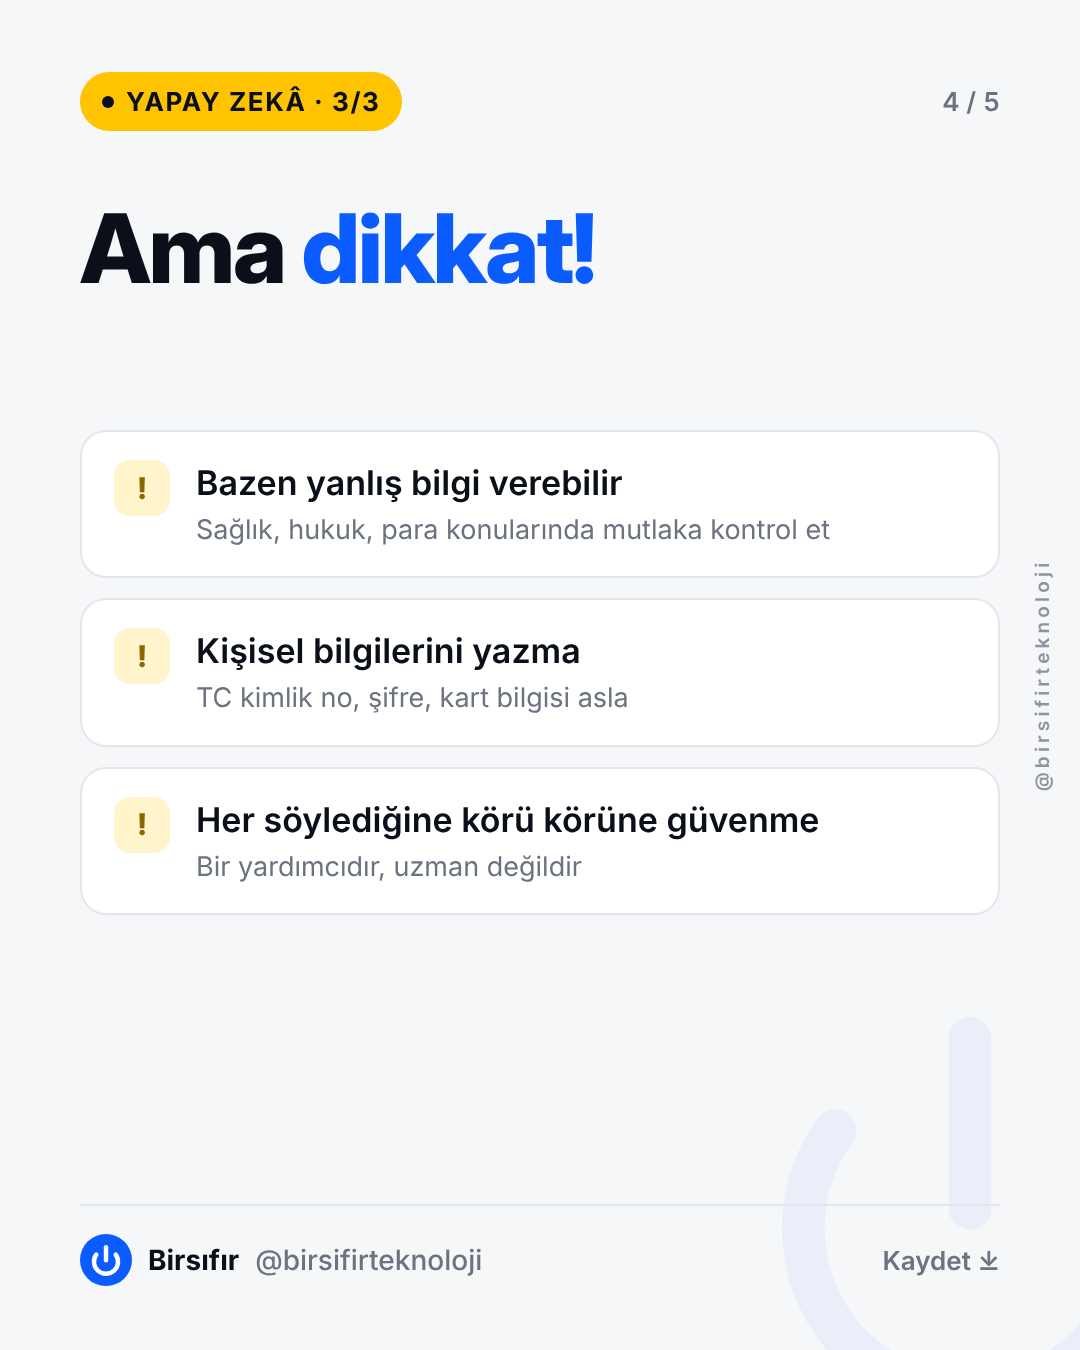 YAPAY ZEKÂ · 3/3
4 / 5
Ama dikkat!
!
Bazen yanlış bilgi verebilir
Sağlık, hukuk, para konularında mutlaka kontrol et
!
Kişisel bilgilerini yazma
TC kimlik no, şifre, kart bilgisi asla
!
Her söylediğine körü körüne güvenme
Bir yardımcıdır, uzman değildir
@birsifirteknoloji
Birsıfır @birsifirteknoloji
Kaydet